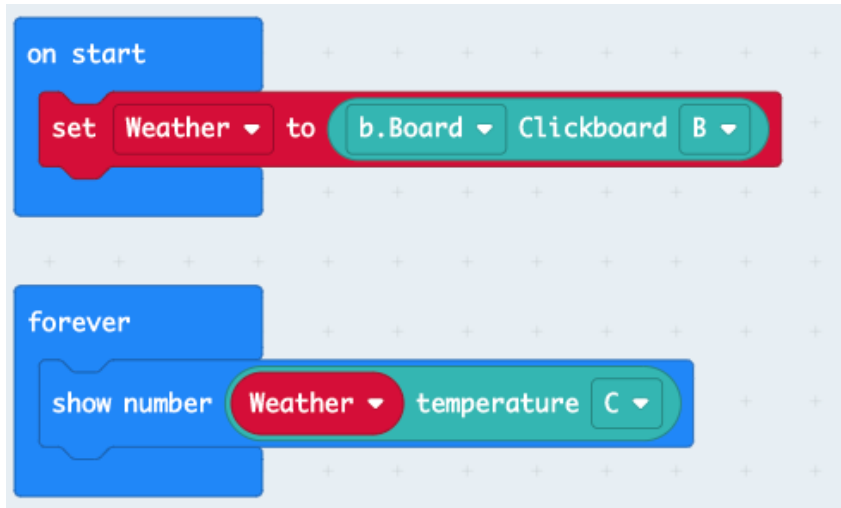 on start
set Weather to b.Board Clickboard B
forever
show number Weather temperature C